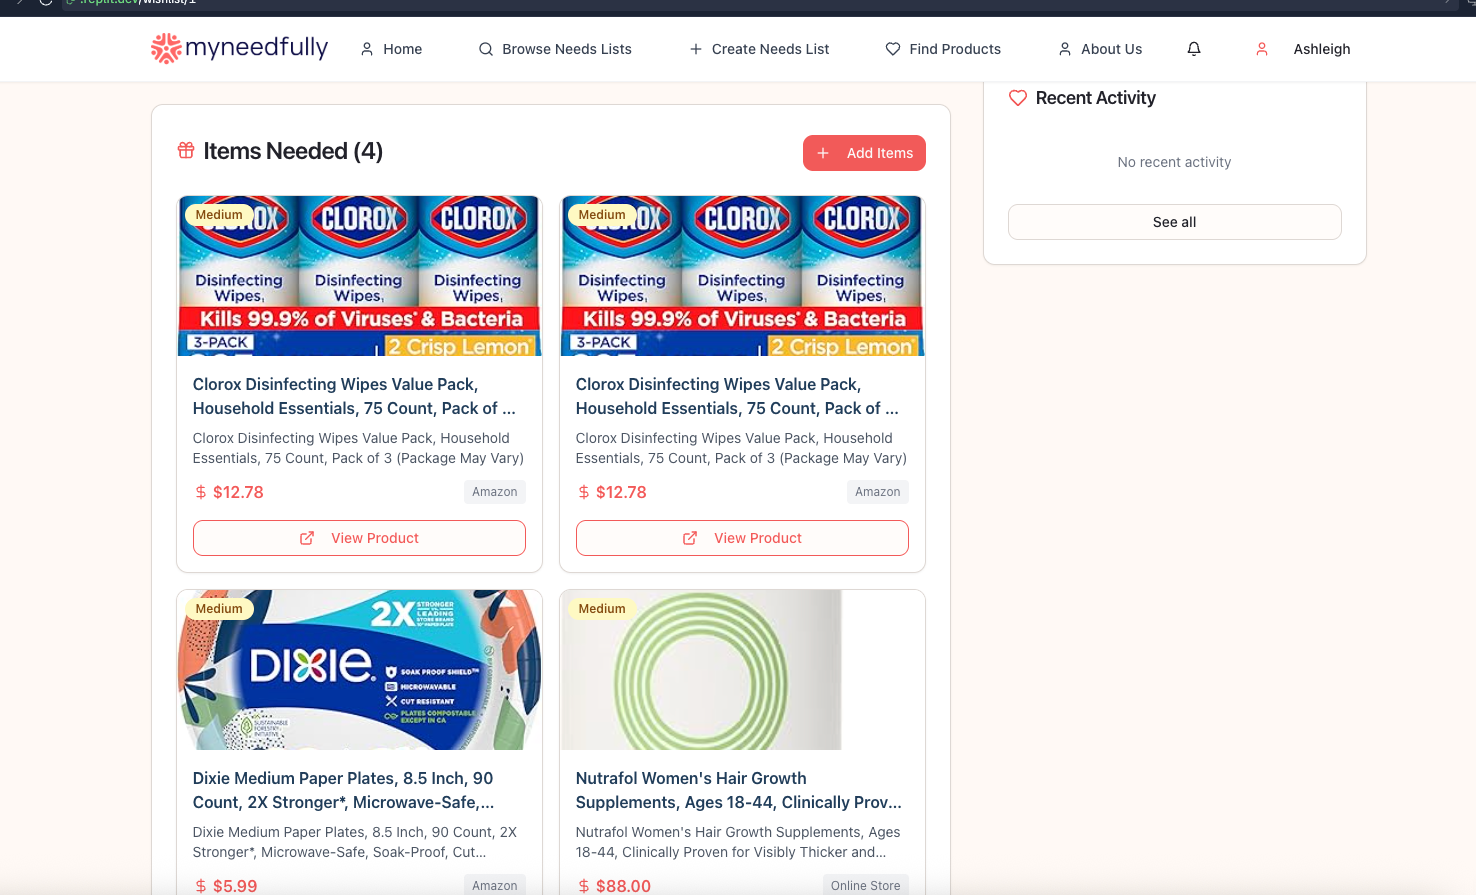 .replit.dev/wishlist/1
myneedfully
Home
Browse Needs Lists
Create Needs List
Find Products
About Us
Ashleigh
Recent Activity
No recent activity
See all
Items Needed (4)
Add Items
Medium
CLOROX CLOROX
Disinfecting Wipes Disinfecting Wipes Disinfecting Wipes
Kills 99.9% of Viruses* & Bacteria
3-PACK
2 Crisp Lemon*
Clorox Disinfecting Wipes Value Pack,
Household Essentials, 75 Count, Pack of ...
Clorox Disinfecting Wipes Value Pack, Household
Essentials, 75 Count, Pack of 3 (Package May Vary)
$ $12.78
Amazon
View Product
Medium
CLOROX CLOROX
Disinfecting Wipes Disinfecting Wipes Disinfecting Wipes
Kills 99.9% of Viruses* & Bacteria
3-PACK
2 Crisp Lemon*
Clorox Disinfecting Wipes Value Pack,
Household Essentials, 75 Count, Pack of ...
Clorox Disinfecting Wipes Value Pack, Household
Essentials, 75 Count, Pack of 3 (Package May Vary)
$ $12.78
Amazon
View Product
Medium
2X STRONGER
LEADING
STORE BRAND
DIXIE
SOAK PROOF SHIELD™
MICROWAVABLE
CUT RESISTANT
PLATES COMPOSTABLE
EXCEPT IN CA
SUSTAINABLE
FORESTRY
INITIATIVE
Dixie Medium Paper Plates, 8.5 Inch, 90
Count, 2X Stronger*, Microwave-Safe,...
Dixie Medium Paper Plates, 8.5 Inch, 90 Count, 2X
Stronger*, Microwave-Safe, Soak-Proof, Cut...
$ $5.99
Amazon
Medium
Nutrafol Women's Hair Growth
Supplements, Ages 18-44, Clinically Prov...
Nutrafol Women's Hair Growth Supplements, Ages
18-44, Clinically Proven for Visibly Thicker and...
$ $88.00
Online Store